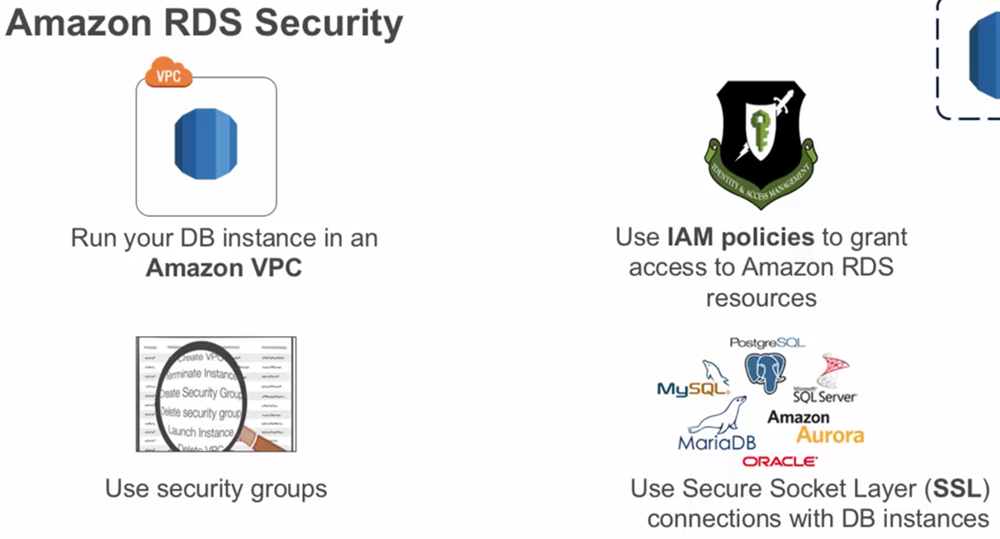 Amazon RDS Security
VPC
Run your DB instance in an
Amazon VPC
IDENTITY & ACCESS MANAGEMENT
Use IAM policies to grant
access to Amazon RDS
resources
Create VPC
Terminate Instance
Create Security Group
Delete security group
Launch Instance
Delete VPC
Use security groups
PostgreSQL
MySQL
Microsoft
SQL Server
MariaDB
Amazon
Aurora
ORACLE
Use Secure Socket Layer (SSL)
connections with DB instances